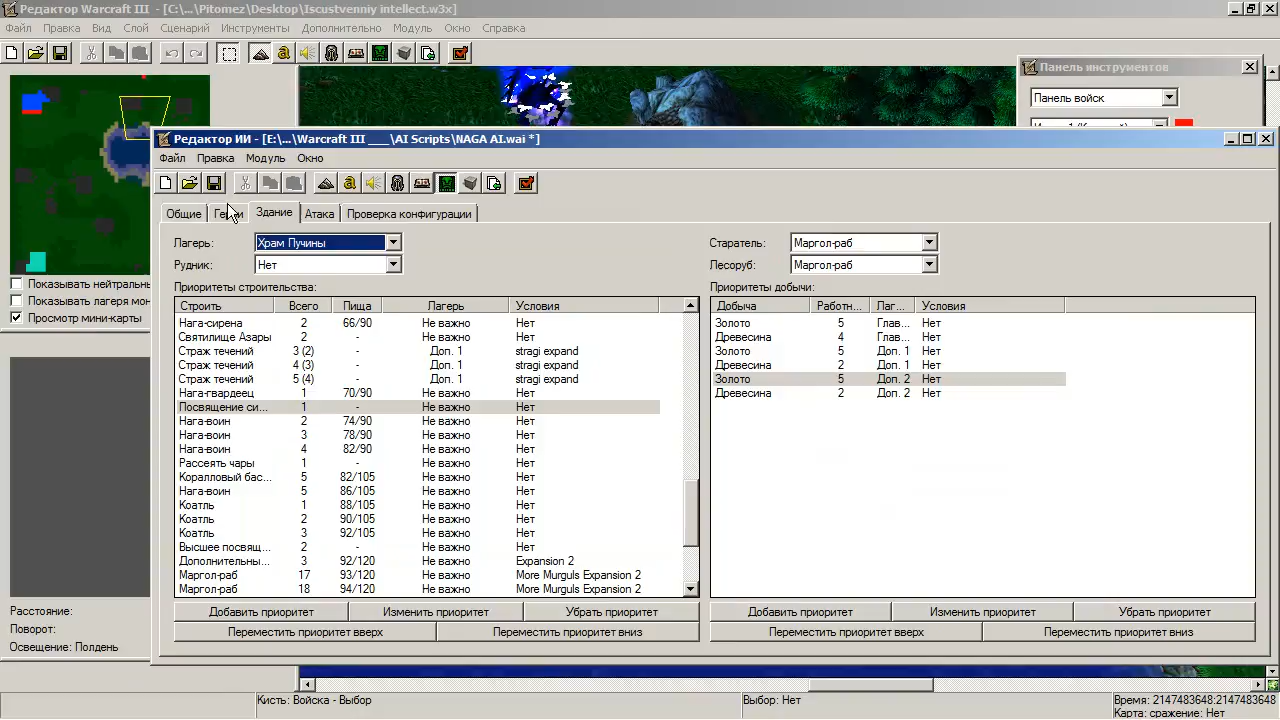 Редактор Warcraft III - [C:\...\Pitomez\Desktop\Iscustvenniy intellect.w3x]
Файл Правка Вид Слой Сценарий Инструменты Дополнительно Модуль Окно Справка
Панель инструментов
Панель войск
Показывать нейтральны
Показывать лагеря мон
Просмотр мини-карты
Редактор ИИ - [E:\...\Warcraft III ___\AI Scripts\NAGA AI.wai *]
Файл Правка Модуль Окно
Общие Герои Здание Атака Проверка конфигурации
Лагерь: Храм Пучины
Рудник: Нет
Старатель: Маргол-раб
Лесоруб: Маргол-раб
Приоритеты строительства:
Строить Всего Пища Лагерь Условия
Нага-сирена 2 66/90 Не важно Нет
Святилище Азары 2 - Не важно Нет
Страж течений 3 (2) - Доп. 1 stragi expand
Страж течений 4 (3) - Доп. 1 stragi expand
Страж течений 5 (4) - Доп. 1 stragi expand
Нага-гвардеец 1 70/90 Не важно Нет
Посвящение си... 1 - Не важно Нет
Нага-воин 2 74/90 Не важно Нет
Нага-воин 3 78/90 Не важно Нет
Нага-воин 4 82/90 Не важно Нет
Рассеять чары 1 - Не важно Нет
Коралловый бас... 5 82/105 Не важно Нет
Нага-воин 5 86/105 Не важно Нет
Коатль 1 88/105 Не важно Нет
Коатль 2 90/105 Не важно Нет
Коатль 3 92/105 Не важно Нет
Высшее посвящ... 2 - Не важно Нет
Дополнительны... 3 92/120 Не важно Expansion 2
Маргол-раб 17 93/120 Не важно More Murguls Expansion 2
Маргол-раб 18 94/120 Не важно More Murguls Expansion 2
Добавить приоритет Изменить приоритет Убрать приоритет
Переместить приоритет вверх Переместить приоритет вниз
Приоритеты добычи:
Добыча Работн... Лаг... Условия
Золото 5 Глав... Нет
Древесина 4 Глав... Нет
Золото 5 Доп. 1 Нет
Древесина 2 Доп. 1 Нет
Золото 5 Доп. 2 Нет
Древесина 2 Доп. 2 Нет
Добавить приоритет Изменить приоритет Убрать приоритет
Переместить приоритет вверх Переместить приоритет вниз
Расстояние:
Поворот:
Освещение: Полдень
Кисть: Войска - Выбор
Выбор: Нет
Время: 2147483648:2147483648
Карта: сражение: Нет